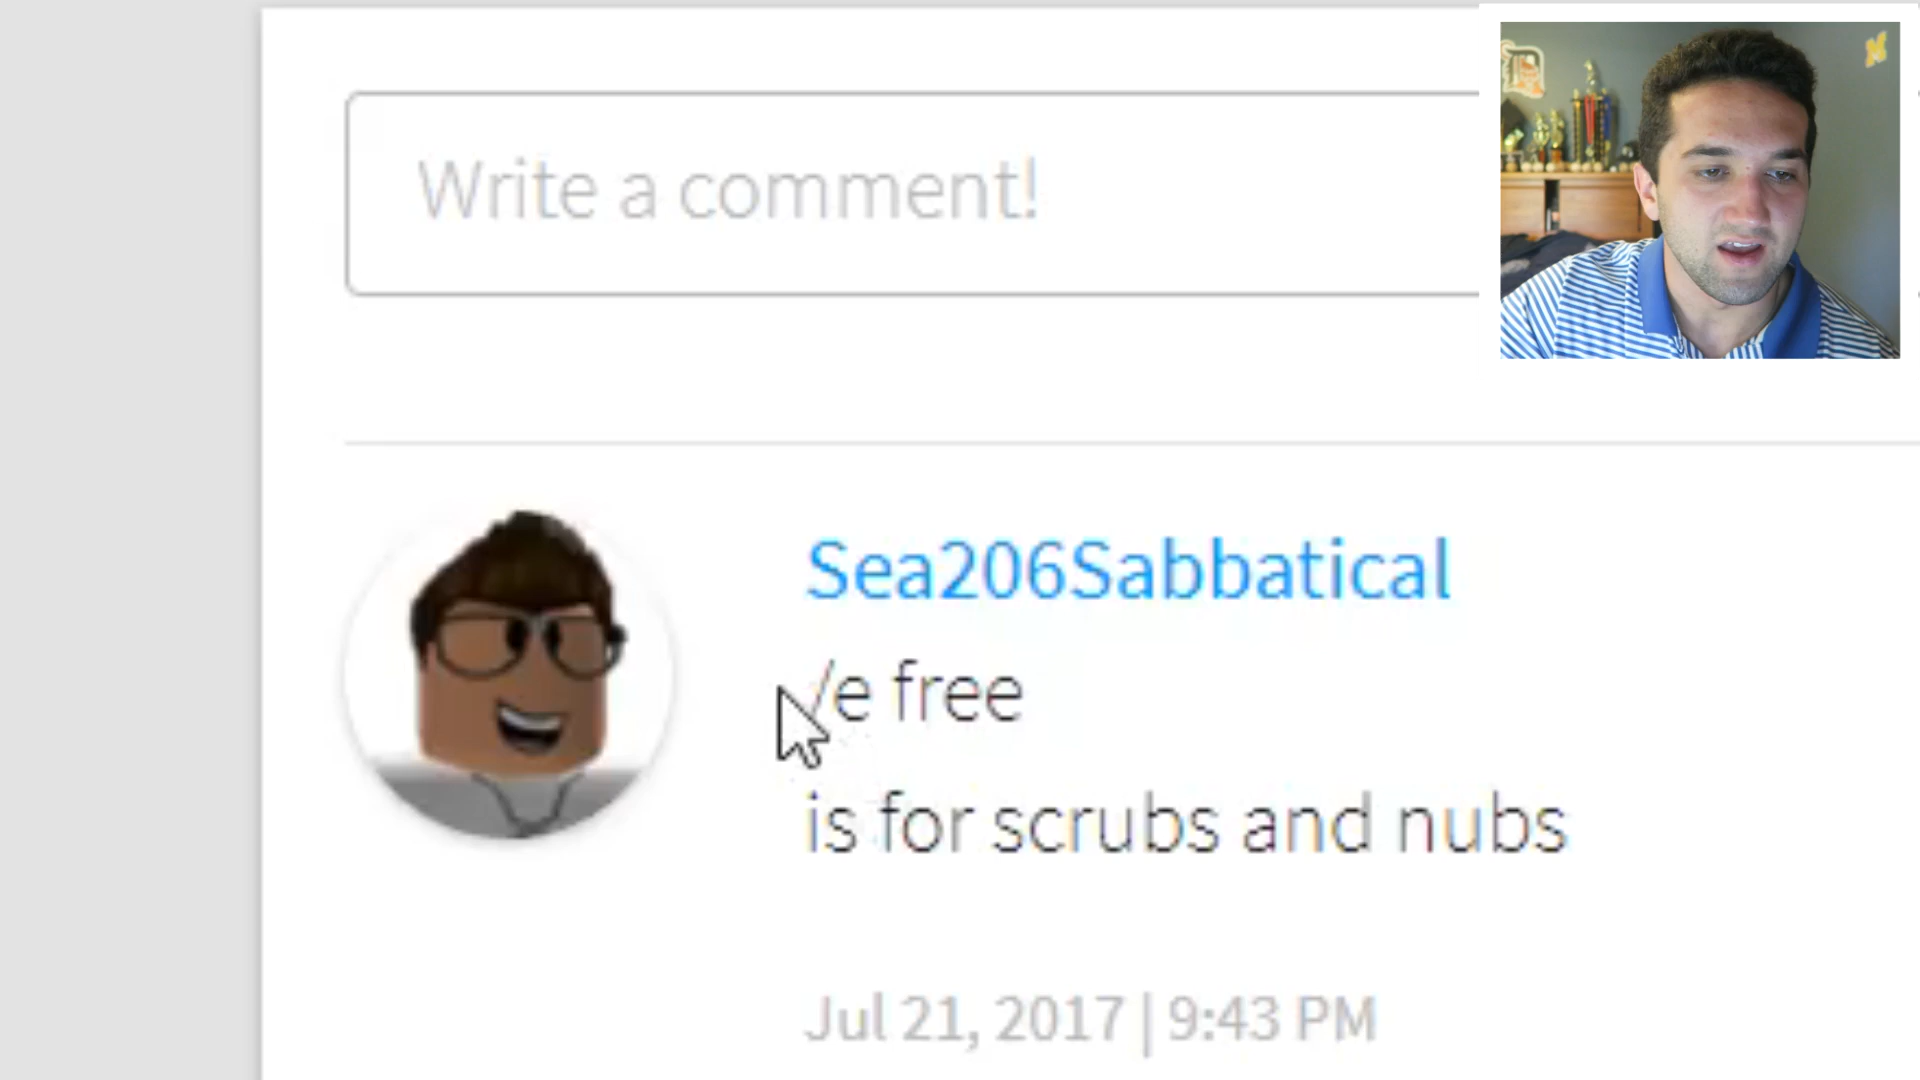 Write a comment!
Sea206Sabbatical
/e free
is for scrubs and nubs
Jul 21, 2017 | 9:43 PM